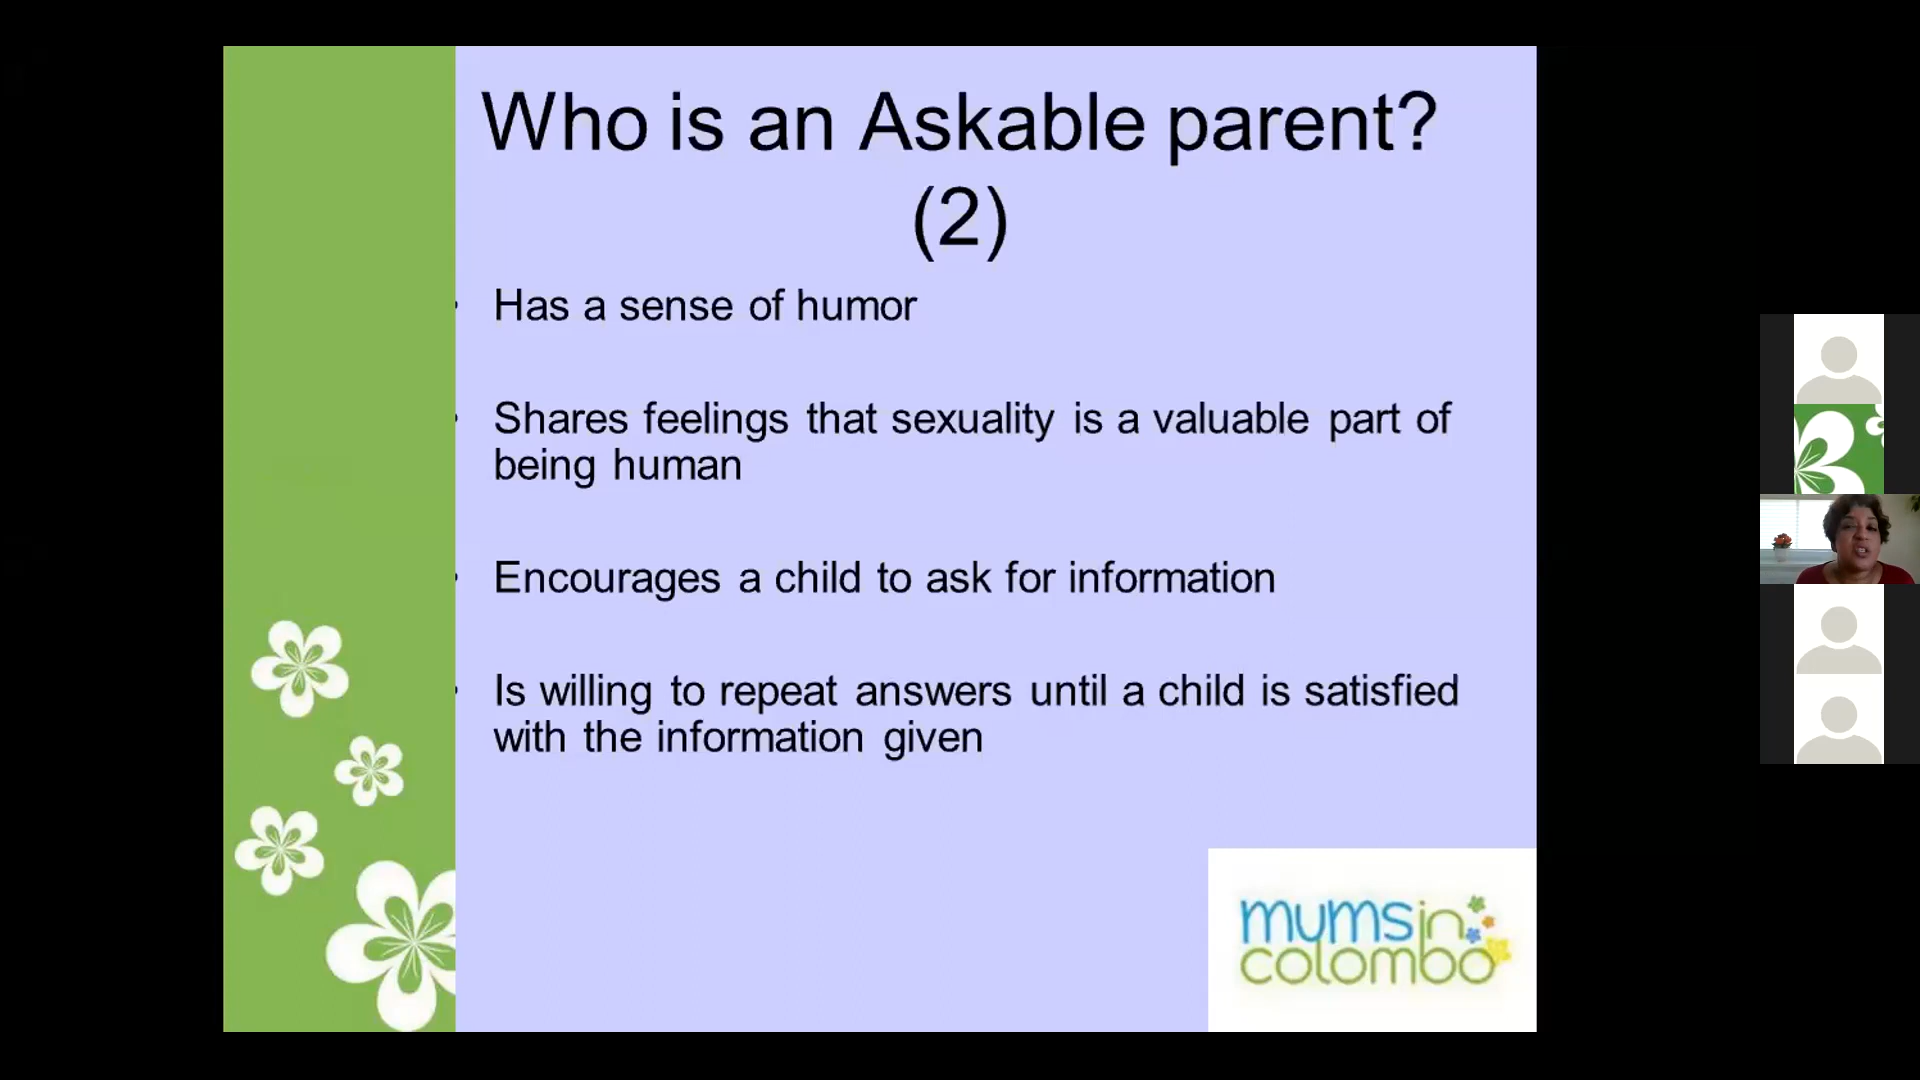 Who is an Askable parent?
(2)
• Has a sense of humor
• Shares feelings that sexuality is a valuable part of
being human
• Encourages a child to ask for information
• Is willing to repeat answers until a child is satisfied
with the information given
mums in
colombo